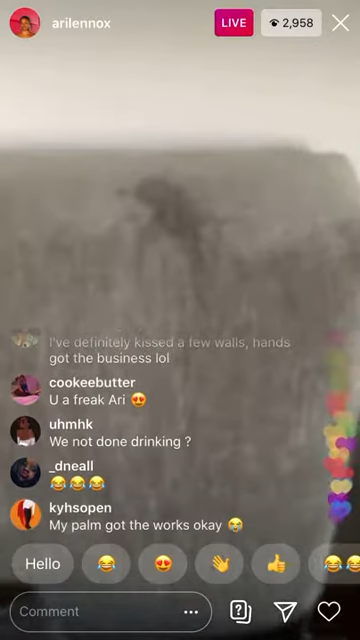 arilennox
LIVE
2,958
I've definitely kissed a few walls, hands
got the business lol
cookeebutter
U a freak Ari 😍
uhmhk
We not done drinking ?
_dneall
😂😂😂
kyhsopen
My palm got the works okay 😭
Hello 😂 😍 👋 👍 😂😂
Comment